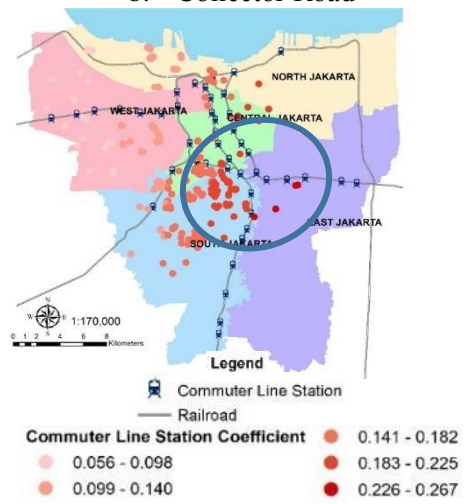 Collector Road
NORTH JAKARTA
WEST JAKARTA
CENTRAL JAKARTA
EAST JAKARTA
SOUTH JAKARTA
N
W E
S
1:170,000
0 1 2 4 6 8
Kilometers
Legend
Commuter Line Station
Railroad
Commuter Line Station Coefficient
0.056 - 0.098
0.099 - 0.140
0.141 - 0.182
0.183 - 0.225
0.226 - 0.267